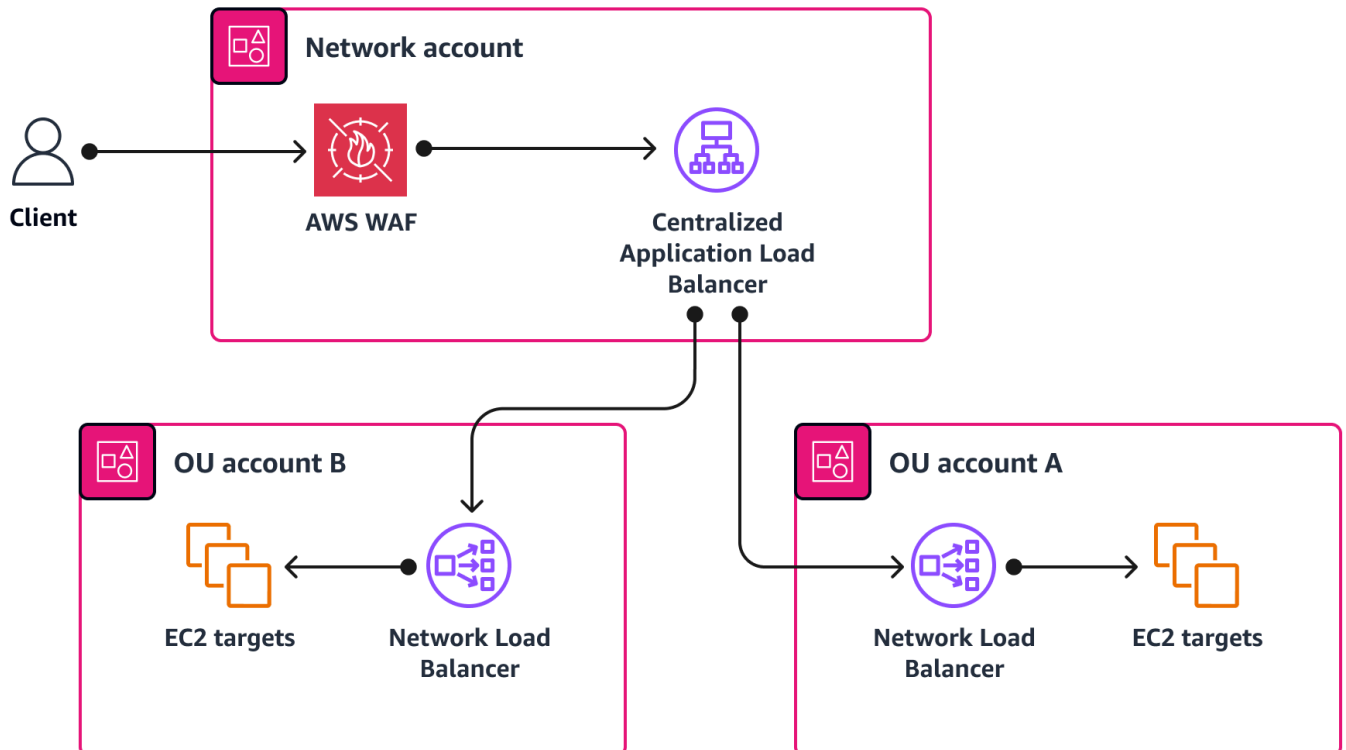 Network account
Client
AWS WAF
Centralized
Application Load
Balancer
OU account B
EC2 targets
Network Load
Balancer
OU account A
Network Load
Balancer
EC2 targets